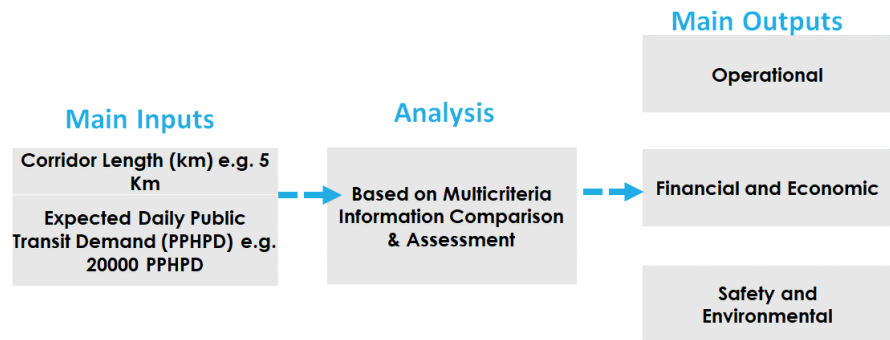 Main Inputs
Corridor Length (km) e.g. 5
Km
Expected Daily Public
Transit Demand (PPHPD) e.g.
20000 PPHPD
Analysis
Based on Multicriteria
Information Comparison
& Assessment
Main Outputs
Operational
Financial and Economic
Safety and
Environmental